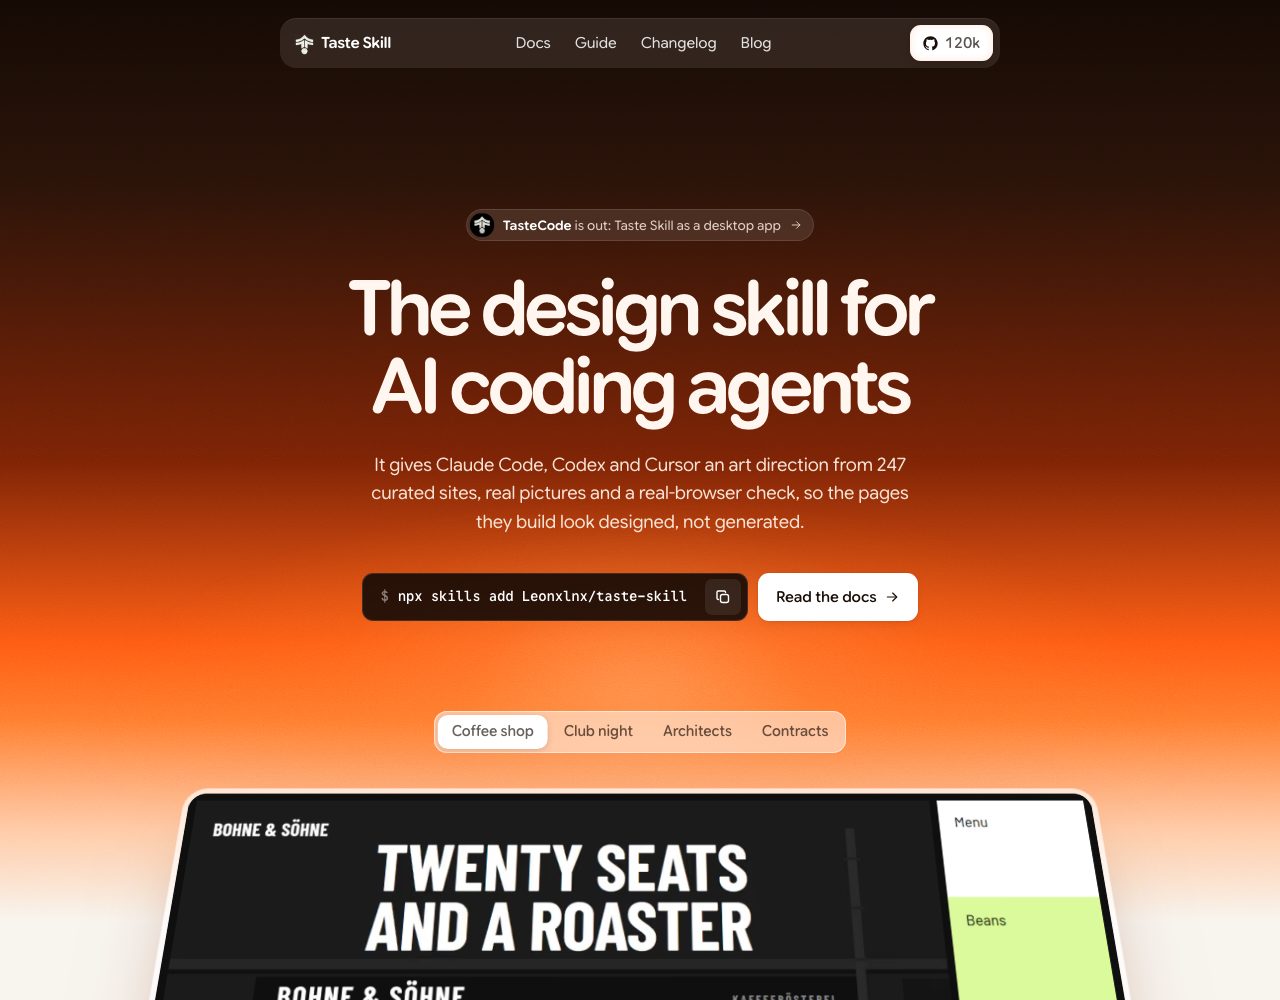 Taste Skill
Docs
Guide
Changelog
Blog
120k
TasteCode is out: Taste Skill as a desktop app →
The design skill for
AI coding agents
It gives Claude Code, Codex and Cursor an art direction from 247
curated sites, real pictures and a real-browser check, so the pages
they build look designed, not generated.
$ npx skills add Leonxlnx/taste-skill
Read the docs →
Coffee shop
Club night
Architects
Contracts
BOHNE & SÖHNE
Menu
TWENTY SEATS
AND A ROASTER
Beans
BOHNE & SÖHNE
KAFFEERÖSTEREI